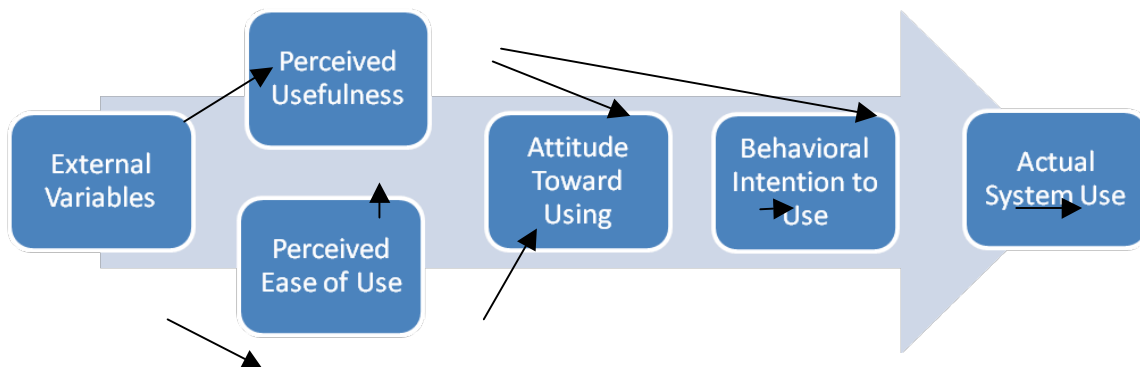 External
Variables
Perceived
Usefulness
Perceived
Ease of Use
Attitude
Toward
Using
Behavioral
Intention to
Use
Actual
System Use